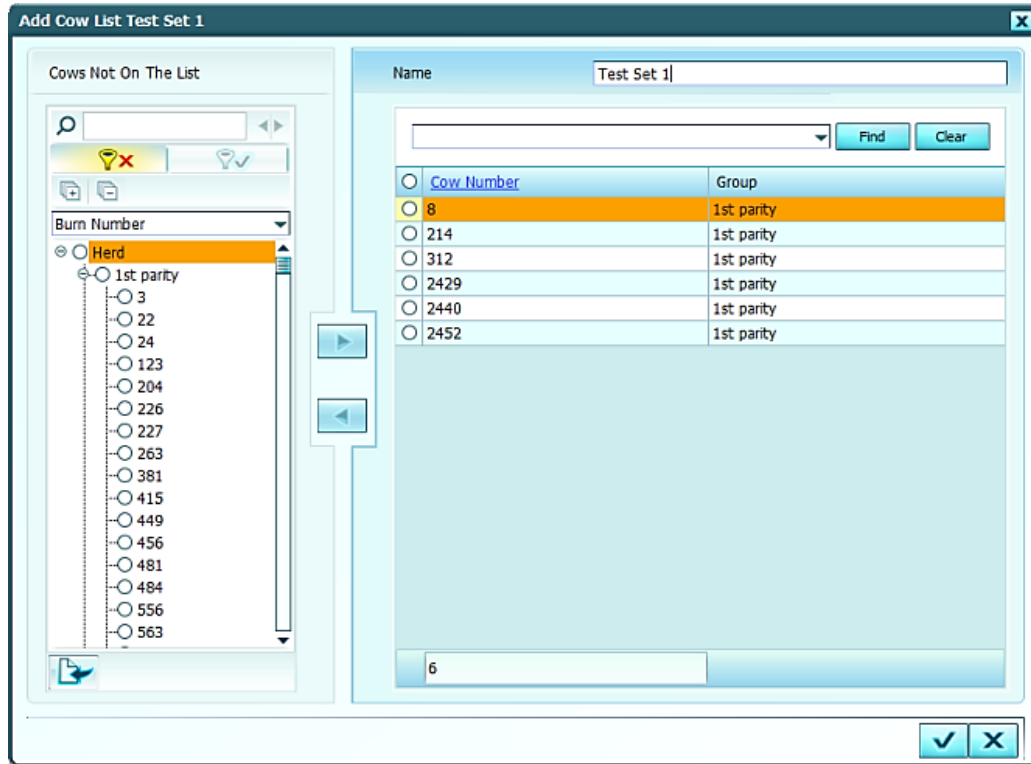 Add Cow List Test Set 1
Cows Not On The List
Burn Number
Herd
1st parity
3
22
24
123
204
226
227
263
381
415
449
456
481
484
556
563
Name
Test Set 1
Find
Clear
Cow Number Group
8 1st parity
214 1st parity
312 1st parity
2429 1st parity
2440 1st parity
2452 1st parity
6